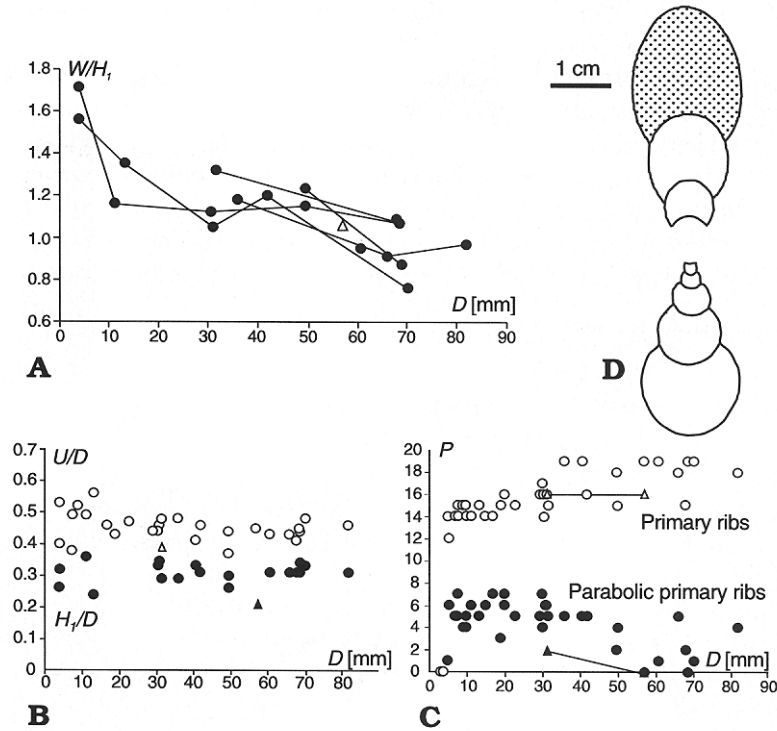 W/H1
1.8
1.6
1.4
1.2
1.0
0.8
0.6
0 10 20 30 40 50 60 70 80 90
D [mm]
A
1 cm
D
U/D
0.7
0.6
0.5
0.4
0.3
0.2
0.1
0
H1/D
0 10 20 30 40 50 60 70 80
D [mm]
B
P
20
18
16
14
12
10
8
6
4
2
0
Primary ribs
Parabolic primary ribs
D [mm]
0 10 20 30 40 50 60 70 80 90
C